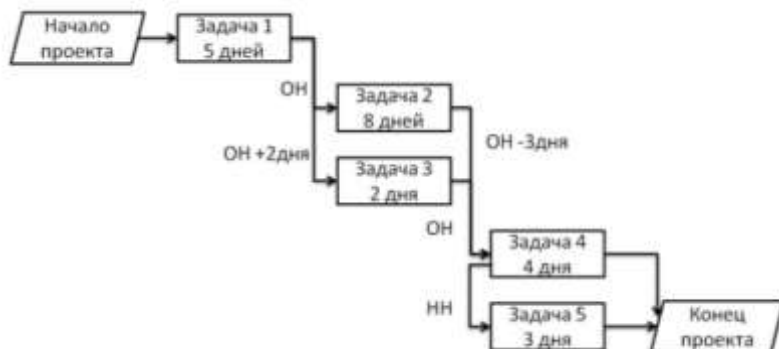 Начало
проекта
Задача 1
5 дней
ОН
Задача 2
8 дней
ОН -3дня
ОН +2дня
Задача 3
2 дня
ОН
Задача 4
4 дня
НН
Задача 5
3 дня
Конец
проекта